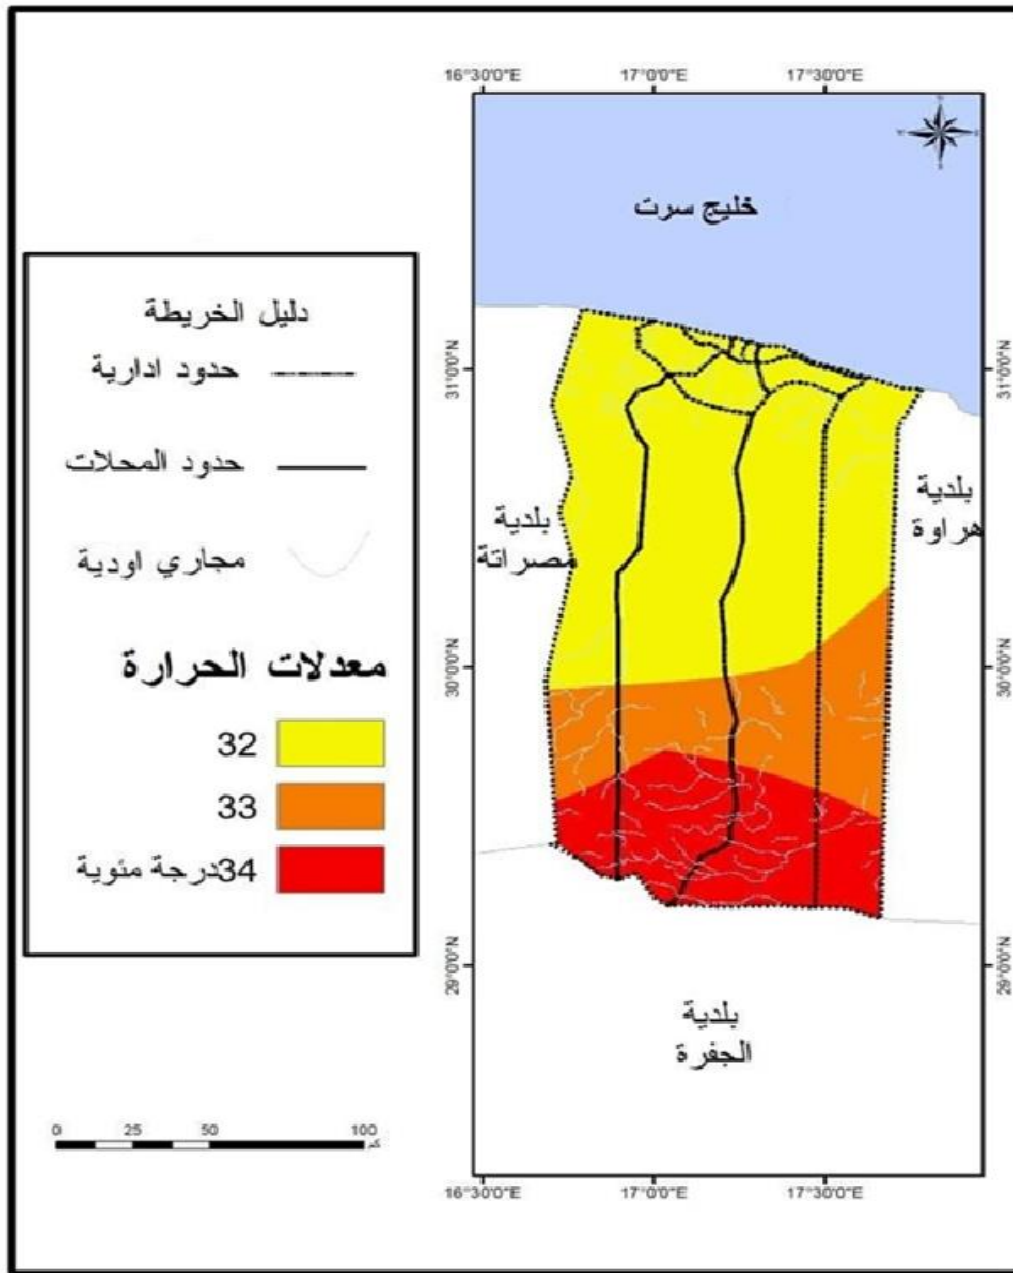 16°30'0"E 17°0'0"E 17°30'0"E
خليج سرت
دليل الخريطة
حدود ادارية
حدود المحلات
مجاري اودية
معدلات الحرارة
32
33
34درجة مئوية
31°0'0"N 31°0'0"N
بلدية
هراوة
بلدية
مصراتة
30°0'0"N 30°0'0"N
29°0'0"N 29°0'0"N
بلدية
الجفرة
0 25 50 100
كم
16°30'0"E 17°0'0"E 17°30'0"E